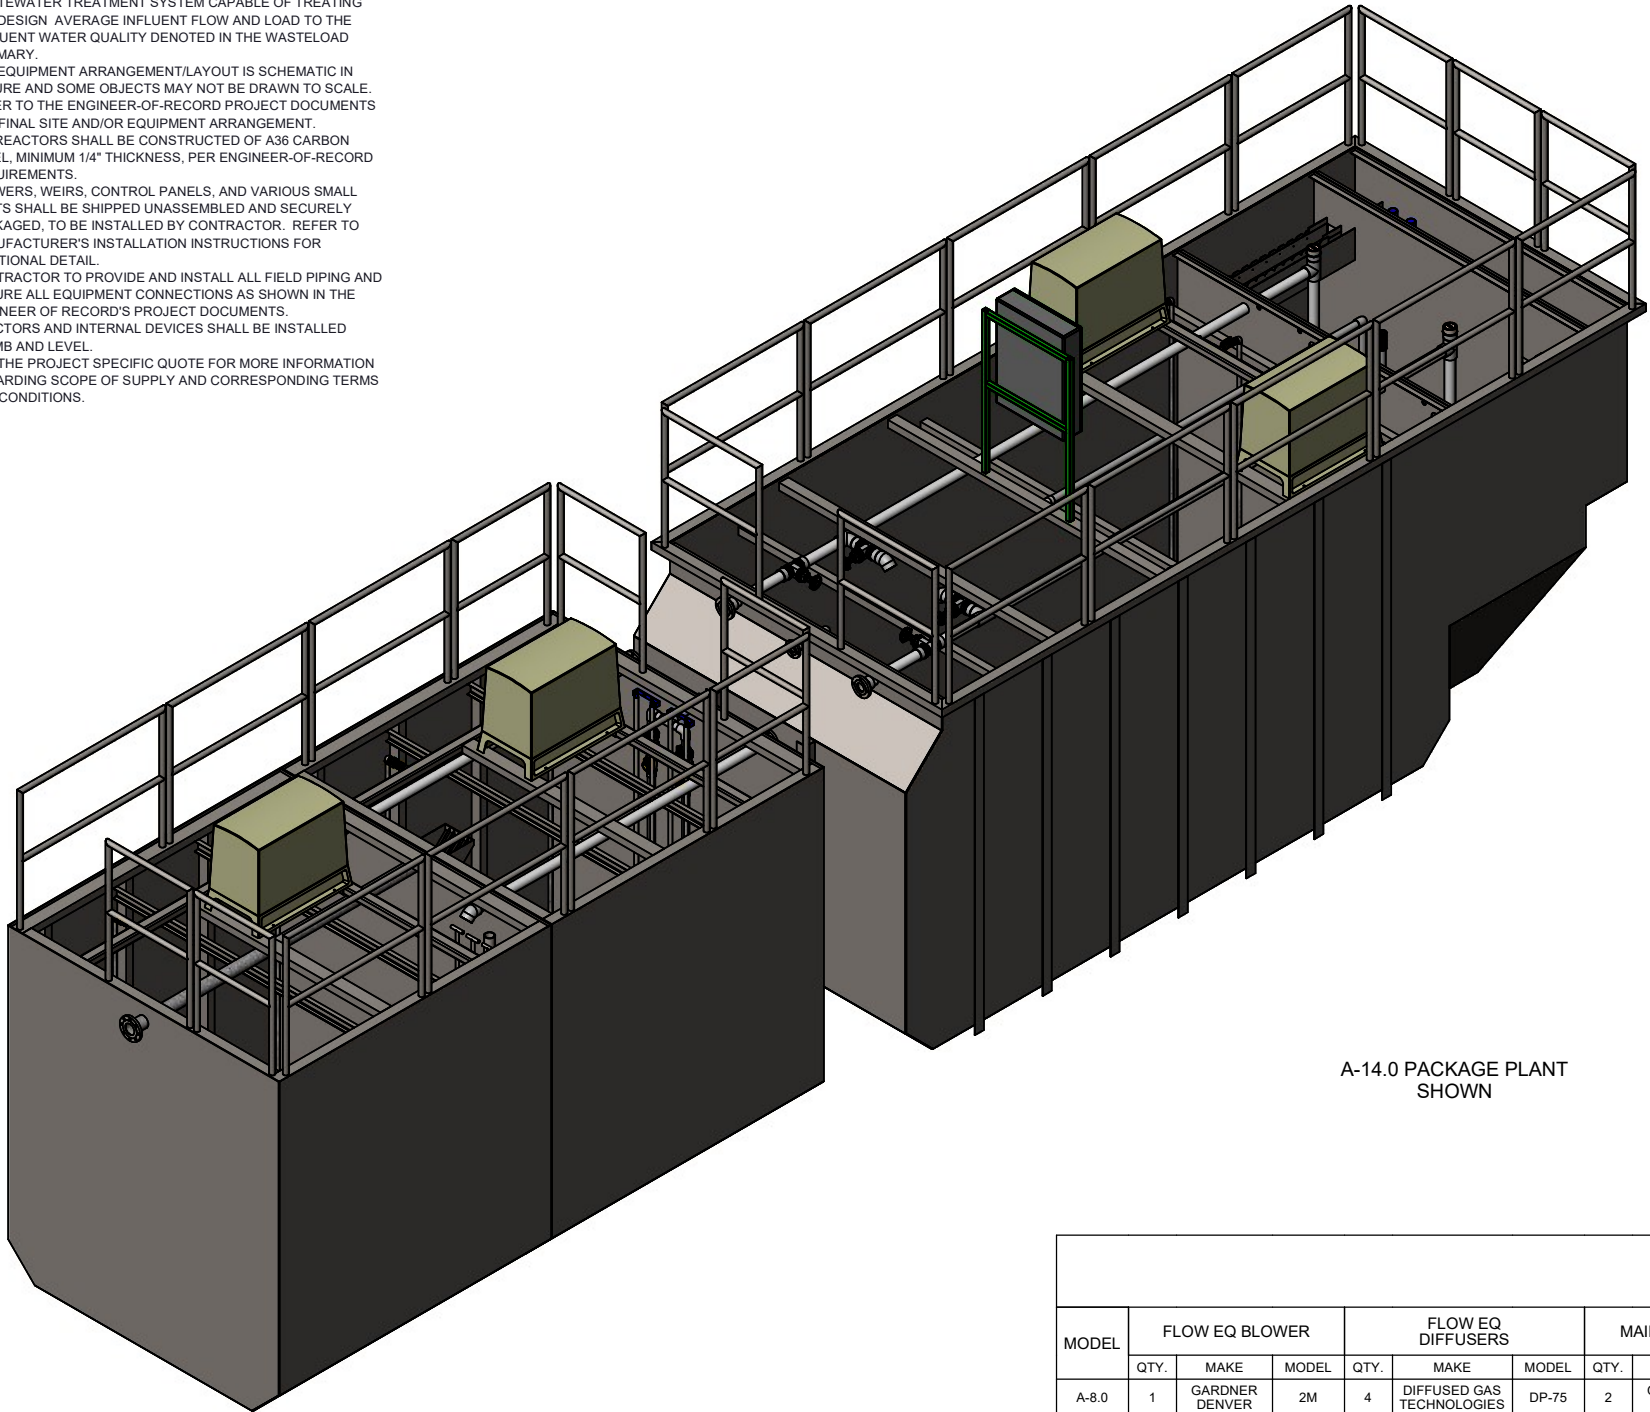 TEWATER TREATMENT SYSTEM CAPABLE OF TREATING
DESIGN AVERAGE INFLUENT FLOW AND LOAD TO THE
UENT WATER QUALITY DENOTED IN THE WASTELOAD
MARY.
EQUIPMENT ARRANGEMENT/LAYOUT IS SCHEMATIC IN
URE AND SOME OBJECTS MAY NOT BE DRAWN TO SCALE.
ER TO THE ENGINEER-OF-RECORD PROJECT DOCUMENTS
FINAL SITE AND/OR EQUIPMENT ARRANGEMENT.
REACTORS SHALL BE CONSTRUCTED OF A36 CARBON
EL, MINIMUM 1/4" THICKNESS, PER ENGINEER-OF-RECORD
UIREMENTS.
WERS, WEIRS, CONTROL PANELS, AND VARIOUS SMALL
TS SHALL BE SHIPPED UNASSEMBLED AND SECURELY
KAGED, TO BE INSTALLED BY CONTRACTOR. REFER TO
UFACTURER'S INSTALLATION INSTRUCTIONS FOR
ITIONAL DETAIL.
TRACTOR TO PROVIDE AND INSTALL ALL FIELD PIPING AND
URE ALL EQUIPMENT CONNECTIONS AS SHOWN IN THE
INEER OF RECORD'S PROJECT DOCUMENTS.
CTORS AND INTERNAL DEVICES SHALL BE INSTALLED
MB AND LEVEL.
THE PROJECT SPECIFIC QUOTE FOR MORE INFORMATION
ARDING SCOPE OF SUPPLY AND CORRESPONDING TERMS
CONDITIONS.
A-14.0 PACKAGE PLANT
SHOWN
MODEL FLOW EQ BLOWER FLOW EQ DIFFUSERS MAI
QTY. MAKE MODEL QTY. MAKE MODEL QTY.
A-8.0 1 GARDNER DENVER 2M 4 DIFFUSED GAS TECHNOLOGIES DP-75 2